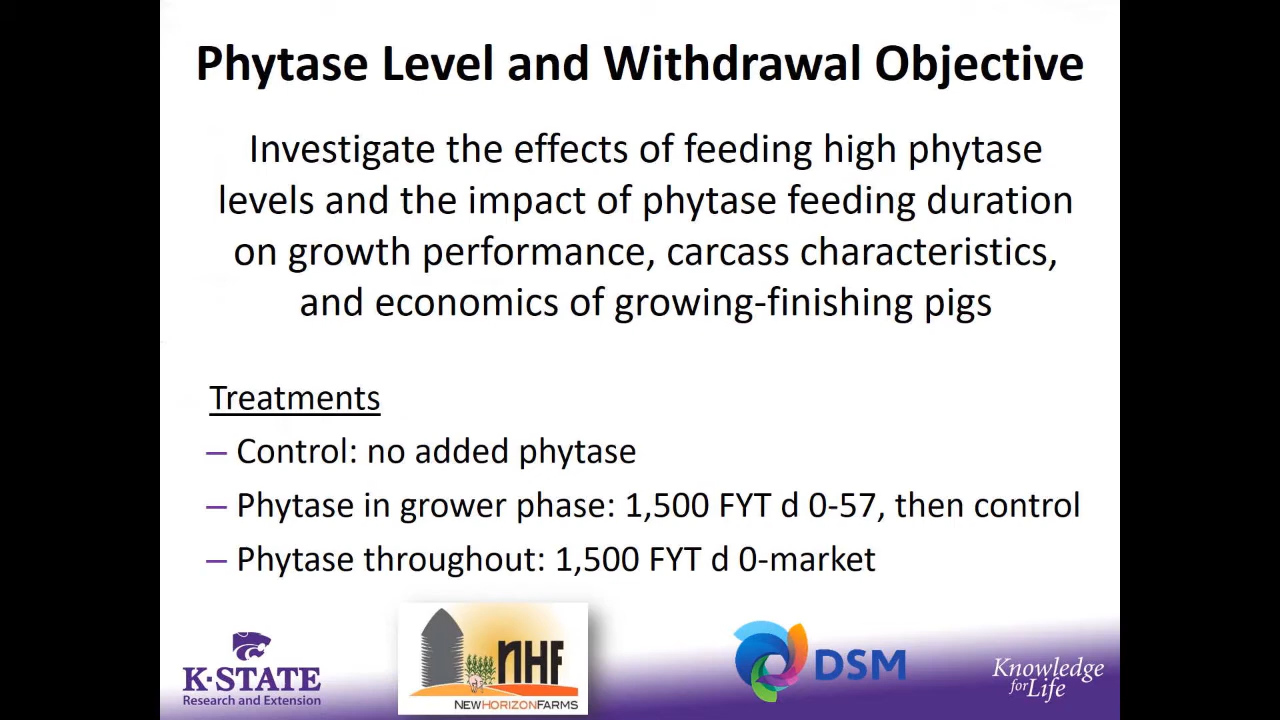 Phytase Level and Withdrawal Objective
Investigate the effects of feeding high phytase
levels and the impact of phytase feeding duration
on growth performance, carcass characteristics,
and economics of growing-finishing pigs
Treatments
– Control: no added phytase
– Phytase in grower phase: 1,500 FYT d 0-57, then control
– Phytase throughout: 1,500 FYT d 0-market
K-STATE
Research and Extension
NHF
NEWHORIZONFARMS
DSM
Knowledge
for Life